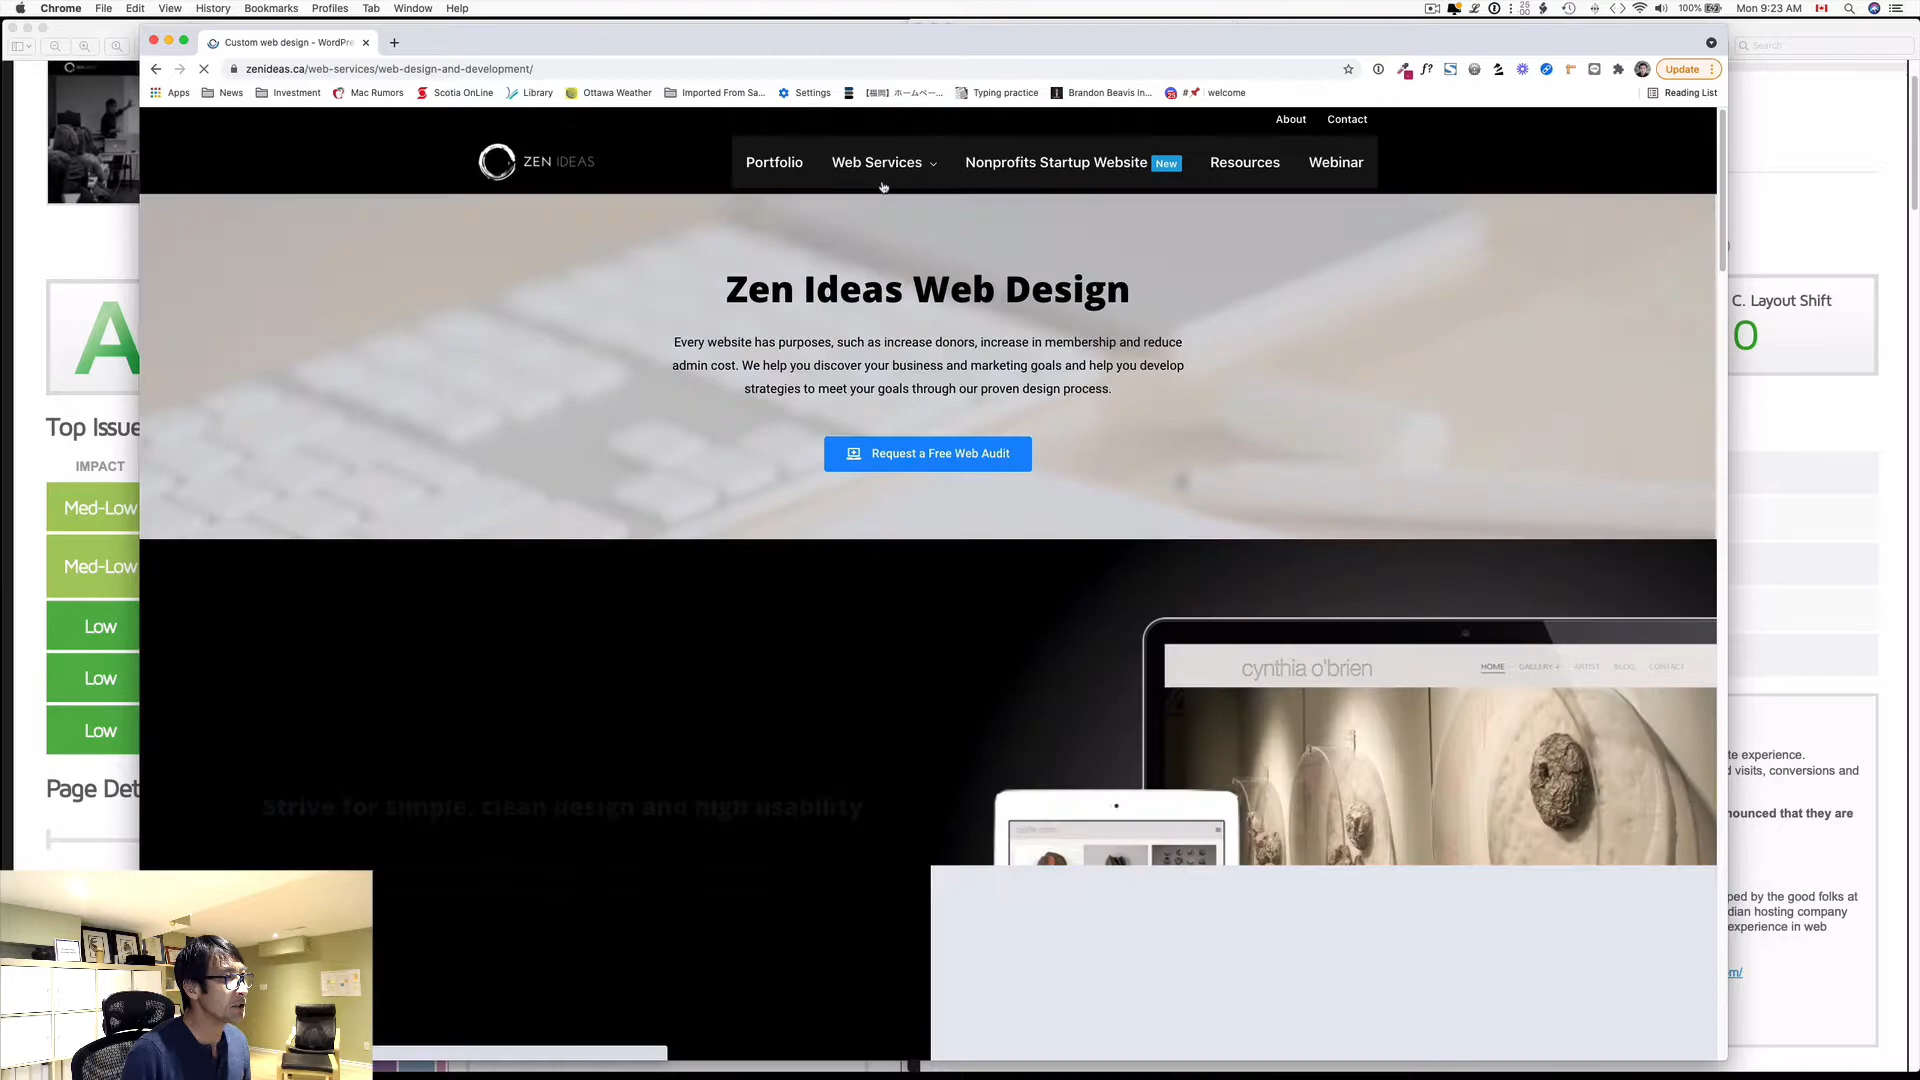 Chrome File Edit View History Bookmarks Profiles Tab Window Help
100% Mon 9:23 AM
Search
Custom web design - WordPre
zenideas.ca/web-services/web-design-and-development/
Update
Apps News Investment Mac Rumors Scotia OnLine Library Ottawa Weather Imported From Sa... Settings 【福岡】ホームペー... Typing practice Brandon Beavis In... welcome Reading List
About Contact
ZEN IDEAS
Portfolio Web Services Nonprofits Startup Website New Resources Webinar
Zen Ideas Web Design
Every website has purposes, such as increase donors, increase in membership and reduce
admin cost. We help you discover your business and marketing goals and help you develop
strategies to meet your goals through our proven design process.
Request a Free Web Audit
A
C. Layout Shift
0
Top Issue
IMPACT
Med-Low
Med-Low
Low
Low
Low
Page Det
cynthia o'brien
HOME GALLERY ARTIST BLOG CONTACT
Strive for simple, clean design and high usability
te experience.
d visits, conversions and
nounced that they are
ped by the good folks at
dian hosting company
experience in web
m/